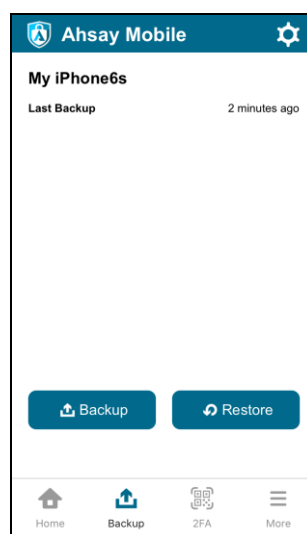 Ahsay Mobile
My iPhone6s
Last Backup 2 minutes ago
Backup Restore
Home Backup 2FA More